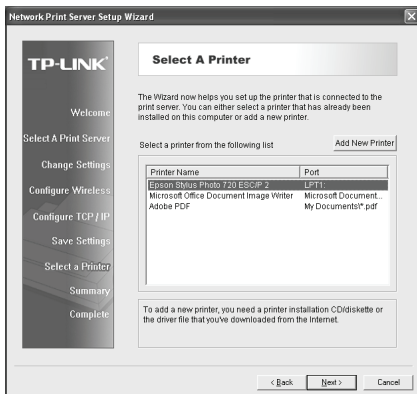 Network Print Server Setup Wizard
TP-LINK
Welcome
Select A Print Server
Change Settings
Configure Wireless
Configure TCP / IP
Save Settings
Select a Printer
Summary
Complete
Select A Printer
The Wizard now helps you set up the printer that is connected to the
print server. You can either select a printer that has already been
installed on this computer or add a new printer.
Select a printer from the following list
Add New Printer
Printer Name Port
Epson Stylus Photo 720 ESC/P 2 LPT1:
Microsoft Office Document Image Writer Microsoft Document...
Adobe PDF My Documents\*.pdf
To add a new printer, you need a printer installation CD/diskette or
the driver file that you've downloaded from the Internet.
< Back Next > Cancel